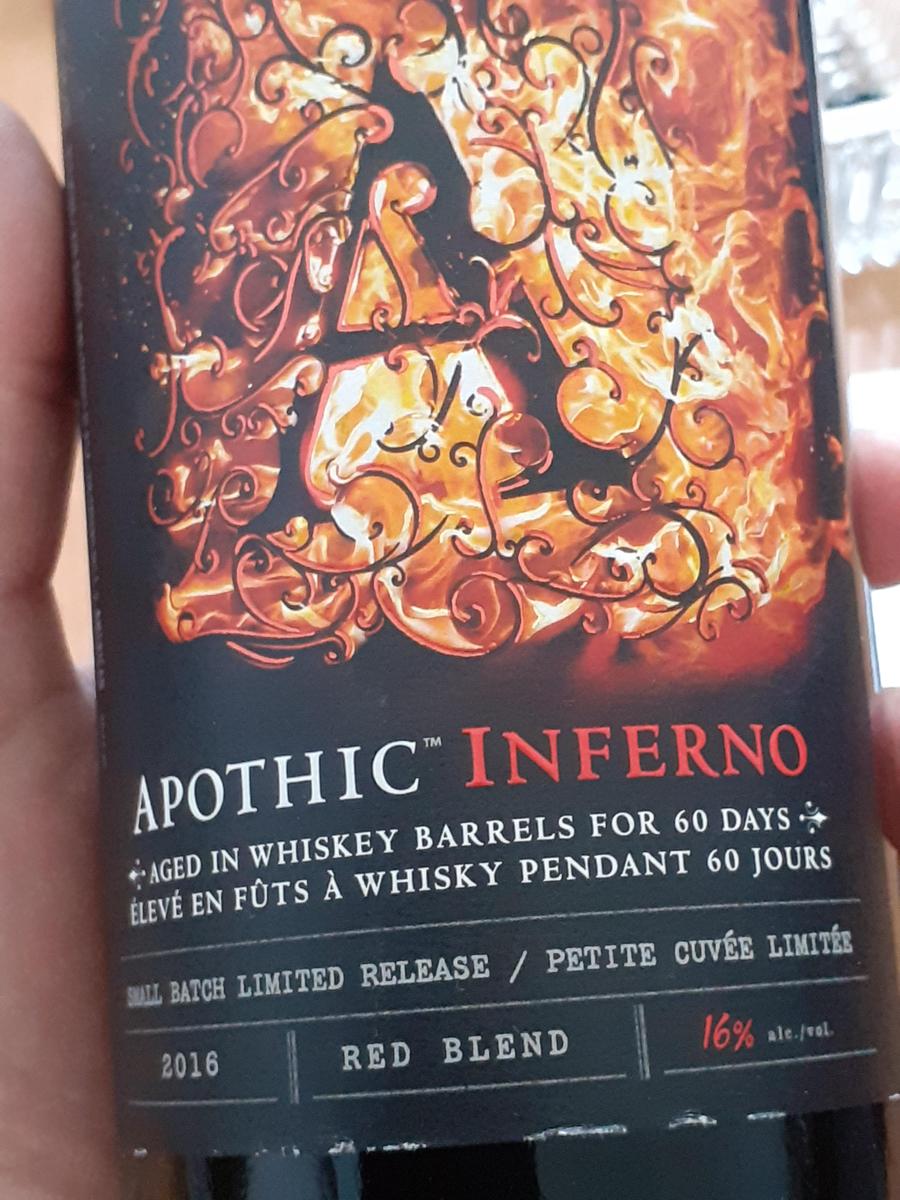 A
APOTHIC™ INFERNO
AGED IN WHISKEY BARRELS FOR 60 DAYS
ÉLEVÉ EN FÛTS À WHISKY PENDANT 60 JOURS
SMALL BATCH LIMITED RELEASE / PETITE CUVÉE LIMITÉE
2016 RED BLEND 16% alc./vol.